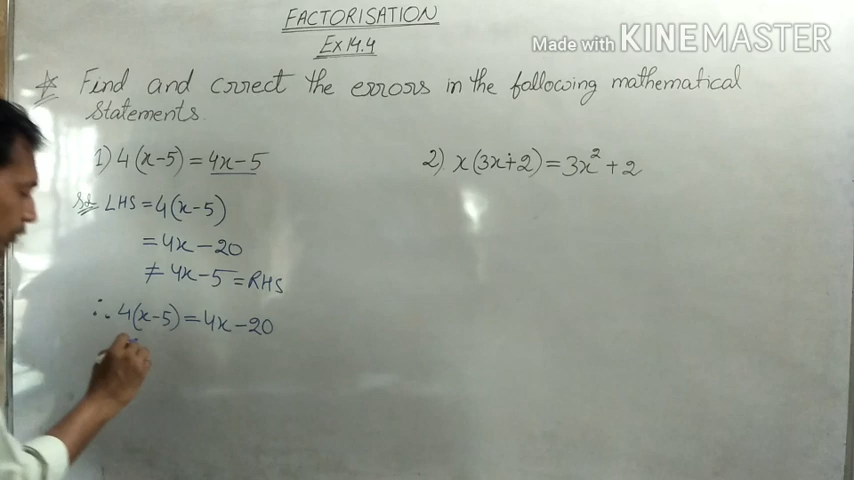 FACTORISATION
Ex 14.4
Made with KINEMASTER
Find and correct the errors in the following mathematical
Statements.
1) 4(x-5) = 4x-5
2) x(3x+2) = 3x² + 2
Sol LHS = 4(x-5)
= 4x - 20
≠ 4x-5 = RHS
∴ 4(x-5) = 4x - 20